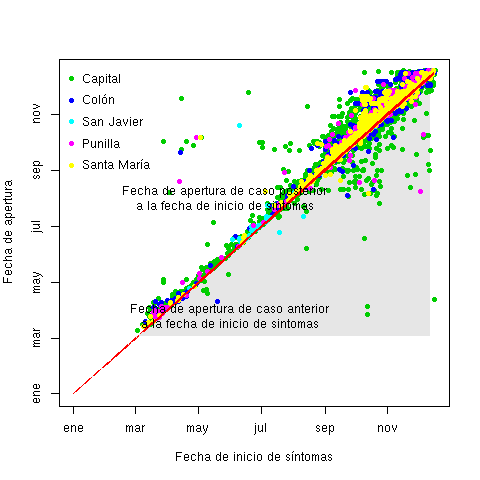 Capital
Colón
San Javier
Punilla
Santa María
Fecha de apertura de caso posterior
a la fecha de inicio de sintomas
Fecha de apertura de caso anterior
a la fecha de inicio de sintomas
Fecha de apertura
ene
mar
may
jul
sep
nov
ene
mar
may
jul
sep
nov
Fecha de inicio de síntomas